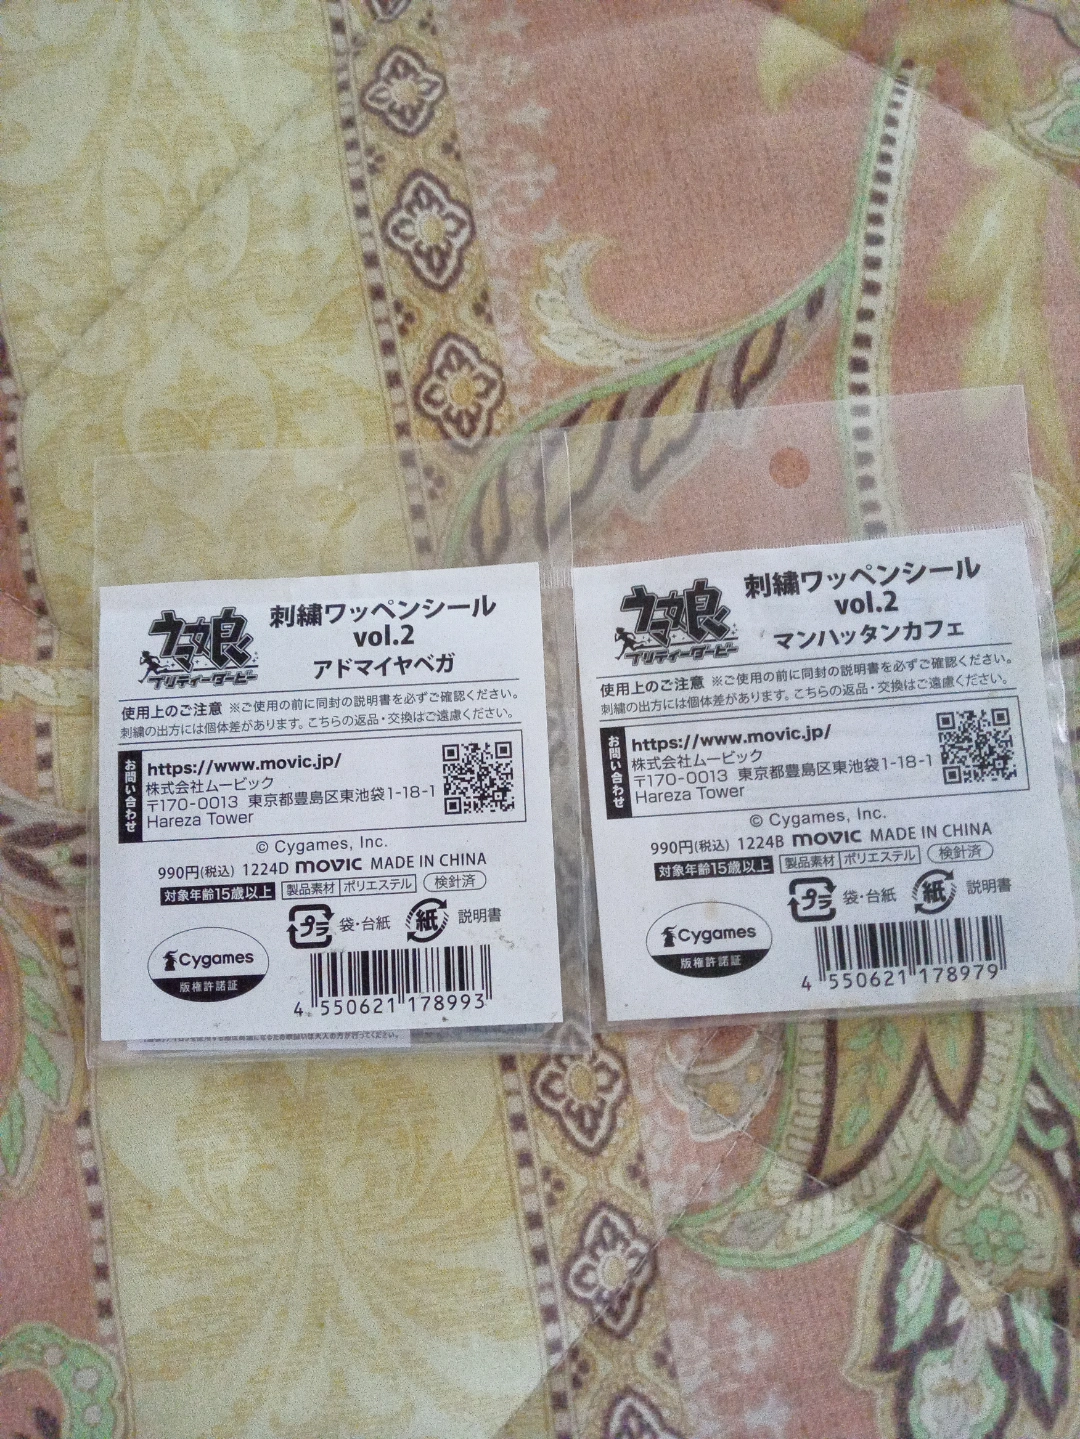 ウマ娘
プリティーダービー
刺繍ワッペンシール
vol.2
アドマイヤベガ
使用上のご注意 ※ご使用の前に同封の説明書を必ずご確認ください。
刺繍の出方には個体差があります。こちらの返品・交換はご遠慮ください。
お問い合わせ
https://www.movic.jp/
株式会社ムービック
〒170-0013 東京都豊島区東池袋1-18-1
Hareza Tower
© Cygames, Inc.
990円(税込) 1224D movic MADE IN CHINA
対象年齢15歳以上 製品素材 ポリエステル 検針済
プラ 袋・台紙 紙 説明書
Cygames
版権許諾証
4 550621 178993
ウマ娘
プリティーダービー
刺繍ワッペンシール
vol.2
マンハッタンカフェ
使用上のご注意 ※ご使用の前に同封の説明書を必ずご確認ください。
刺繍の出方には個体差があります。こちらの返品・交換はご遠慮ください。
お問い合わせ
https://www.movic.jp/
株式会社ムービック
〒170-0013 東京都豊島区東池袋1-18-1
Hareza Tower
© Cygames, Inc.
990円(税込) 1224B movic MADE IN CHINA
対象年齢15歳以上 製品素材 ポリエステル 検針済
プラ 袋・台紙 紙 説明書
Cygames
版権許諾証
4 550621 178979